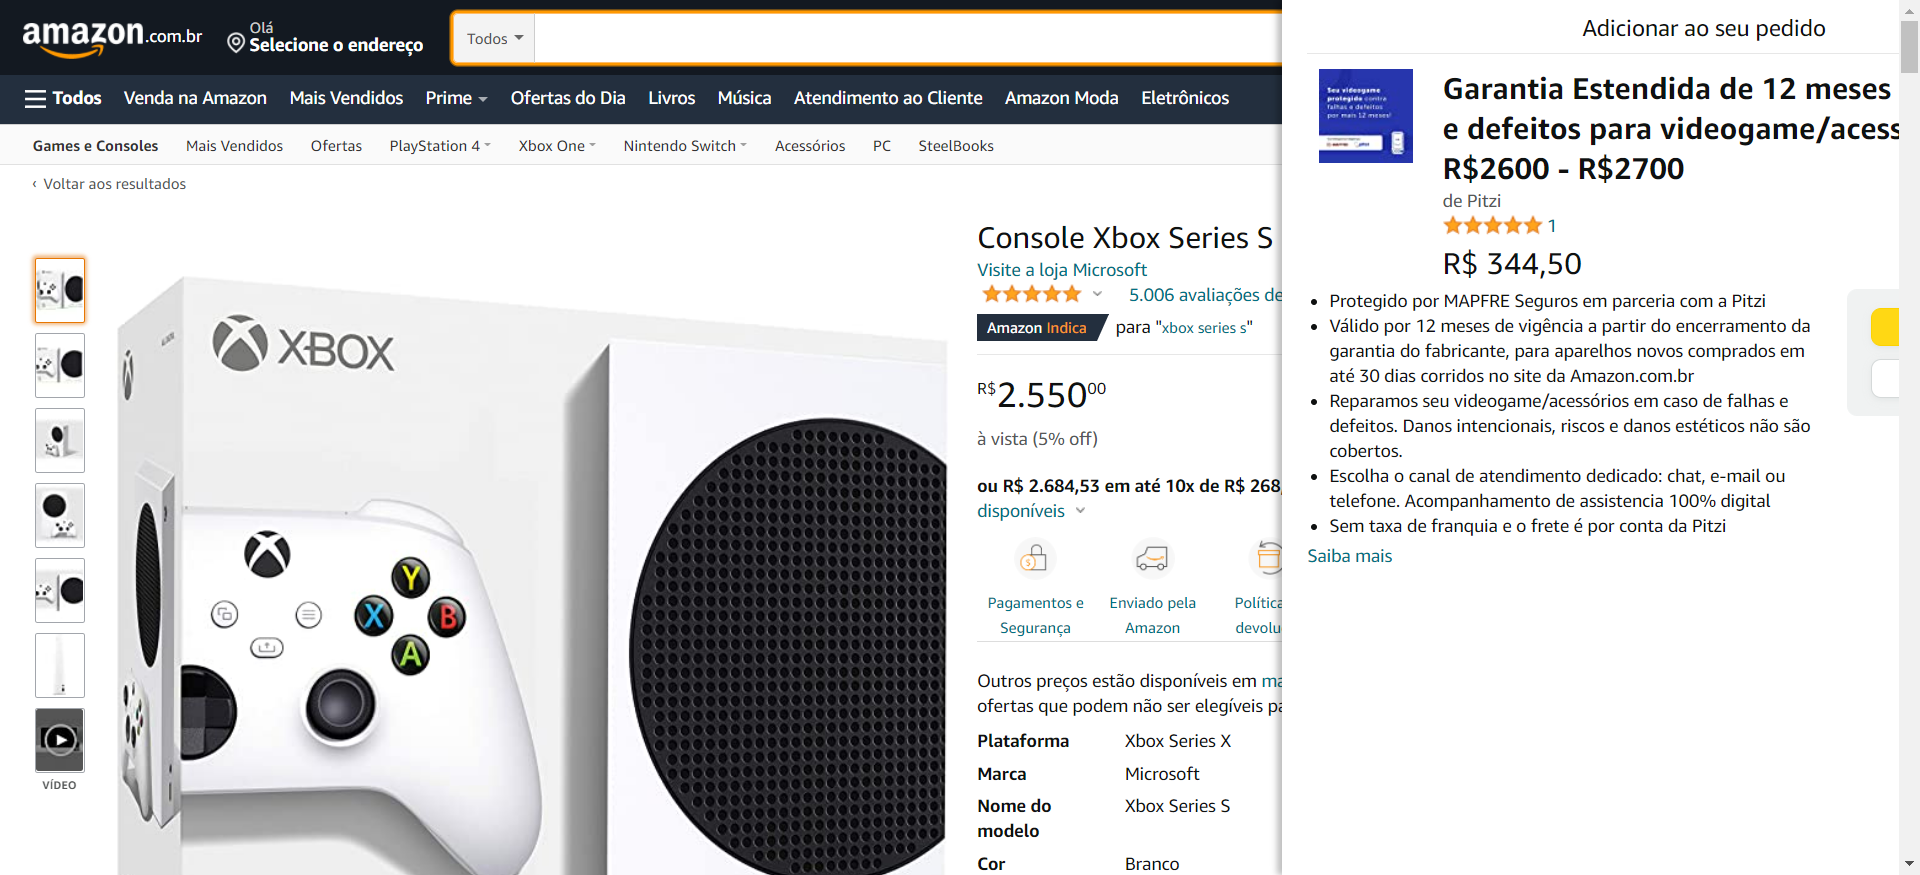 amazon.com.br
Olá
Selecione o endereço
Todos
Todos
Venda na Amazon
Mais Vendidos
Prime
Ofertas do Dia
Livros
Música
Atendimento ao Cliente
Amazon Moda
Eletrônicos
Games e Consoles
Mais Vendidos
Ofertas
PlayStation 4
Xbox One
Nintendo Switch
Acessórios
PC
SteelBooks
‹ Voltar aos resultados
VÍDEO
XBOX
Y
X
B
A
Console Xbox Series S
Visite a loja Microsoft
5.006 avaliações de
Amazon Indica para "xbox series s"
R$2.55000
à vista (5% off)
ou R$ 2.684,53 em até 10x de R$ 268,
disponíveis
Pagamentos e
Segurança
Enviado pela
Amazon
Política
devolu
Outros preços estão disponíveis em ma
ofertas que podem não ser elegíveis pa
Plataforma Xbox Series X
Marca Microsoft
Nome do modelo Xbox Series S
Cor Branco
Adicionar ao seu pedido
Seu videogame
protegido contra
falhas e defeitos
por mais 12 meses!
Garantia Estendida de 12 meses
e defeitos para videogame/acess
R$2600 - R$2700
de Pitzi
1
R$ 344,50
Protegido por MAPFRE Seguros em parceria com a Pitzi
Válido por 12 meses de vigência a partir do encerramento da
garantia do fabricante, para aparelhos novos comprados em
até 30 dias corridos no site da Amazon.com.br
Reparamos seu videogame/acessórios em caso de falhas e
defeitos. Danos intencionais, riscos e danos estéticos não são
cobertos.
Escolha o canal de atendimento dedicado: chat, e-mail ou
telefone. Acompanhamento de assistencia 100% digital
Sem taxa de franquia e o frete é por conta da Pitzi
Saiba mais